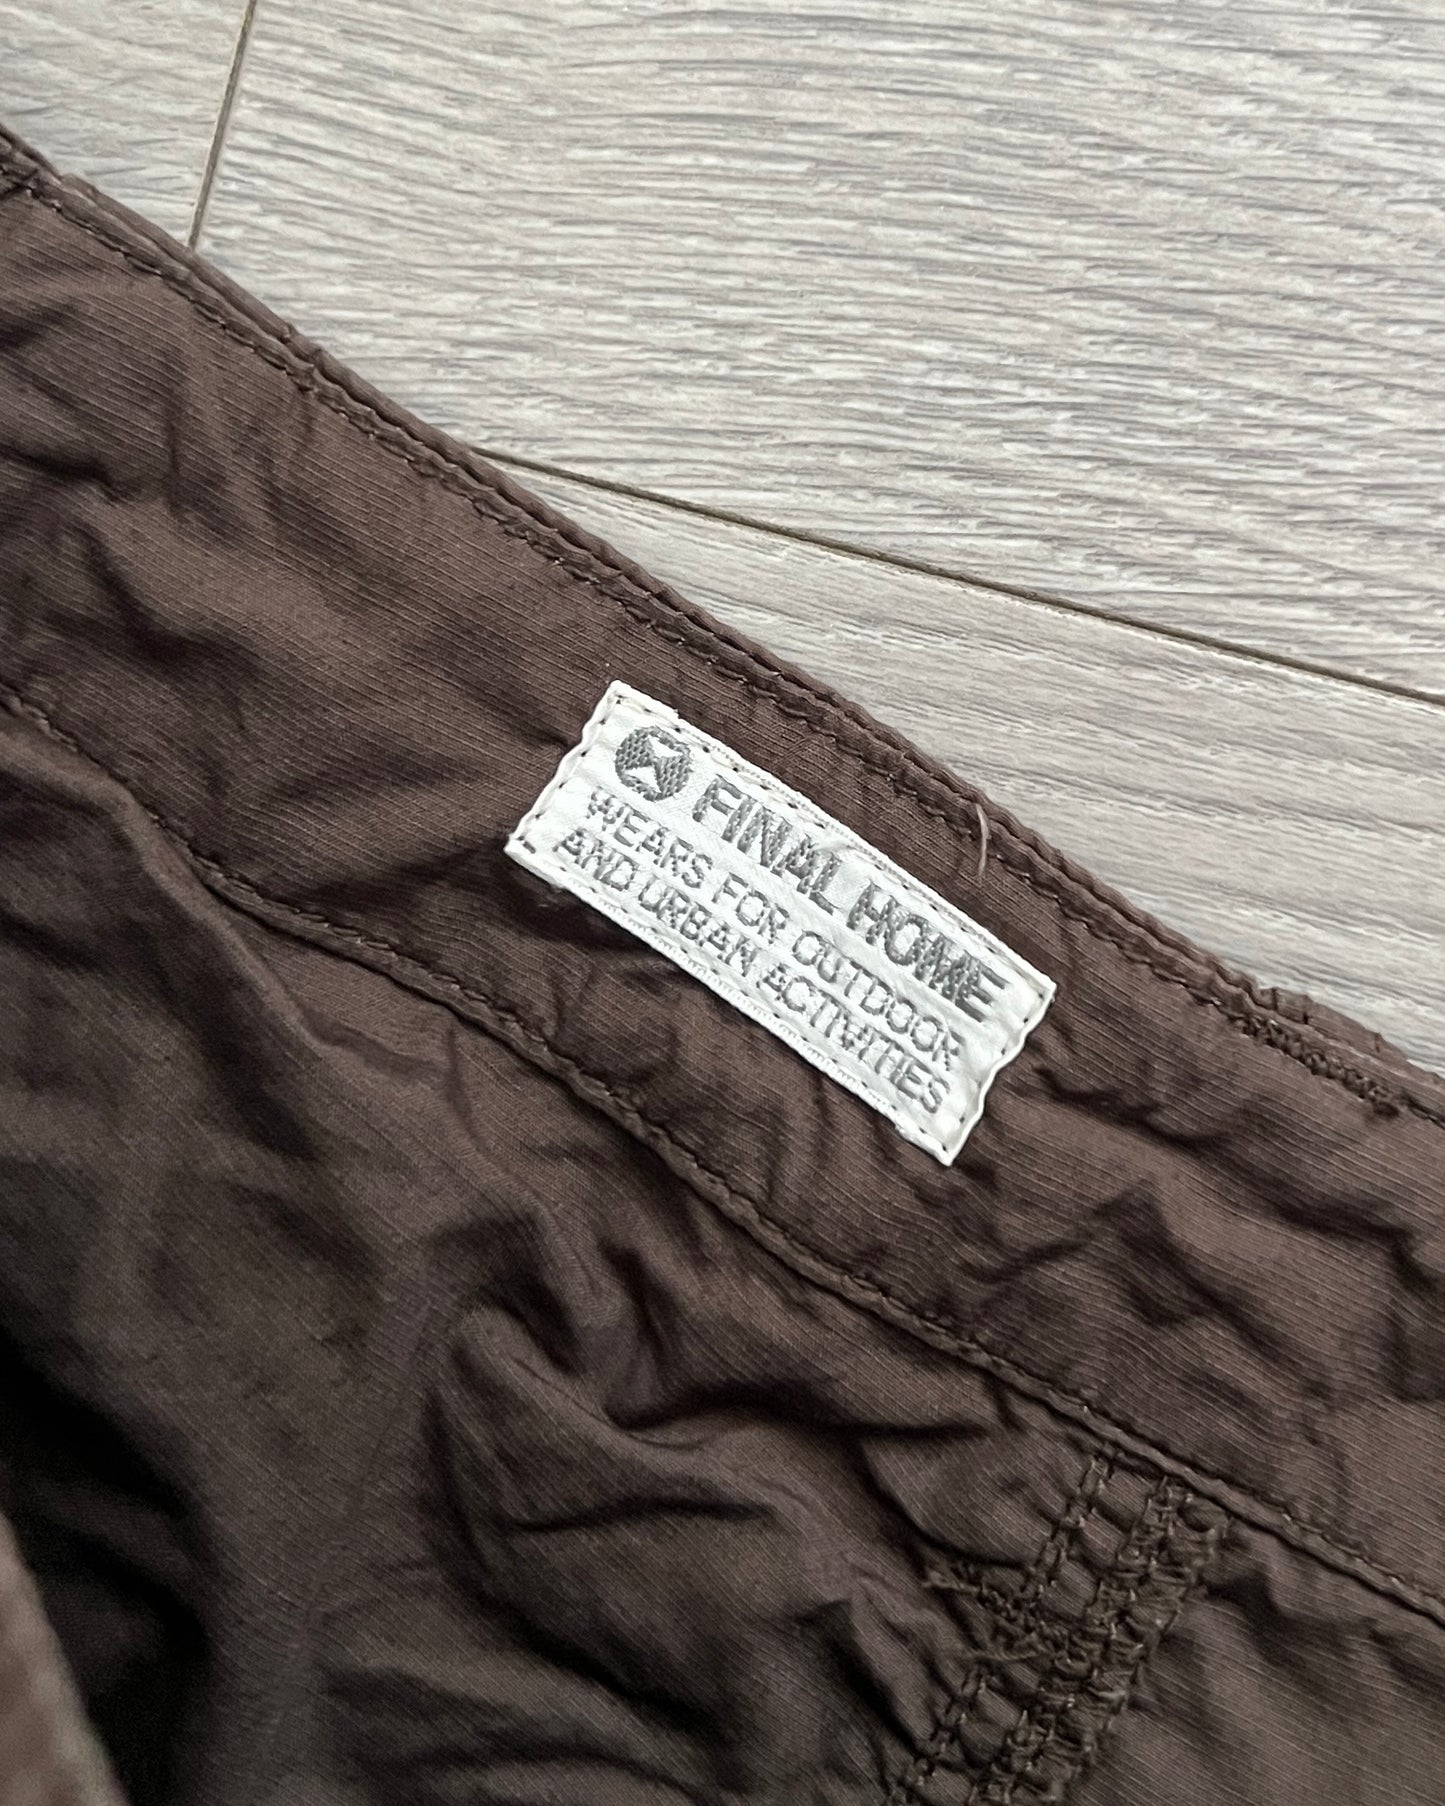 FINAL HOME
WEARS FOR OUTDOOR
AND URBAN ACTIVITIES